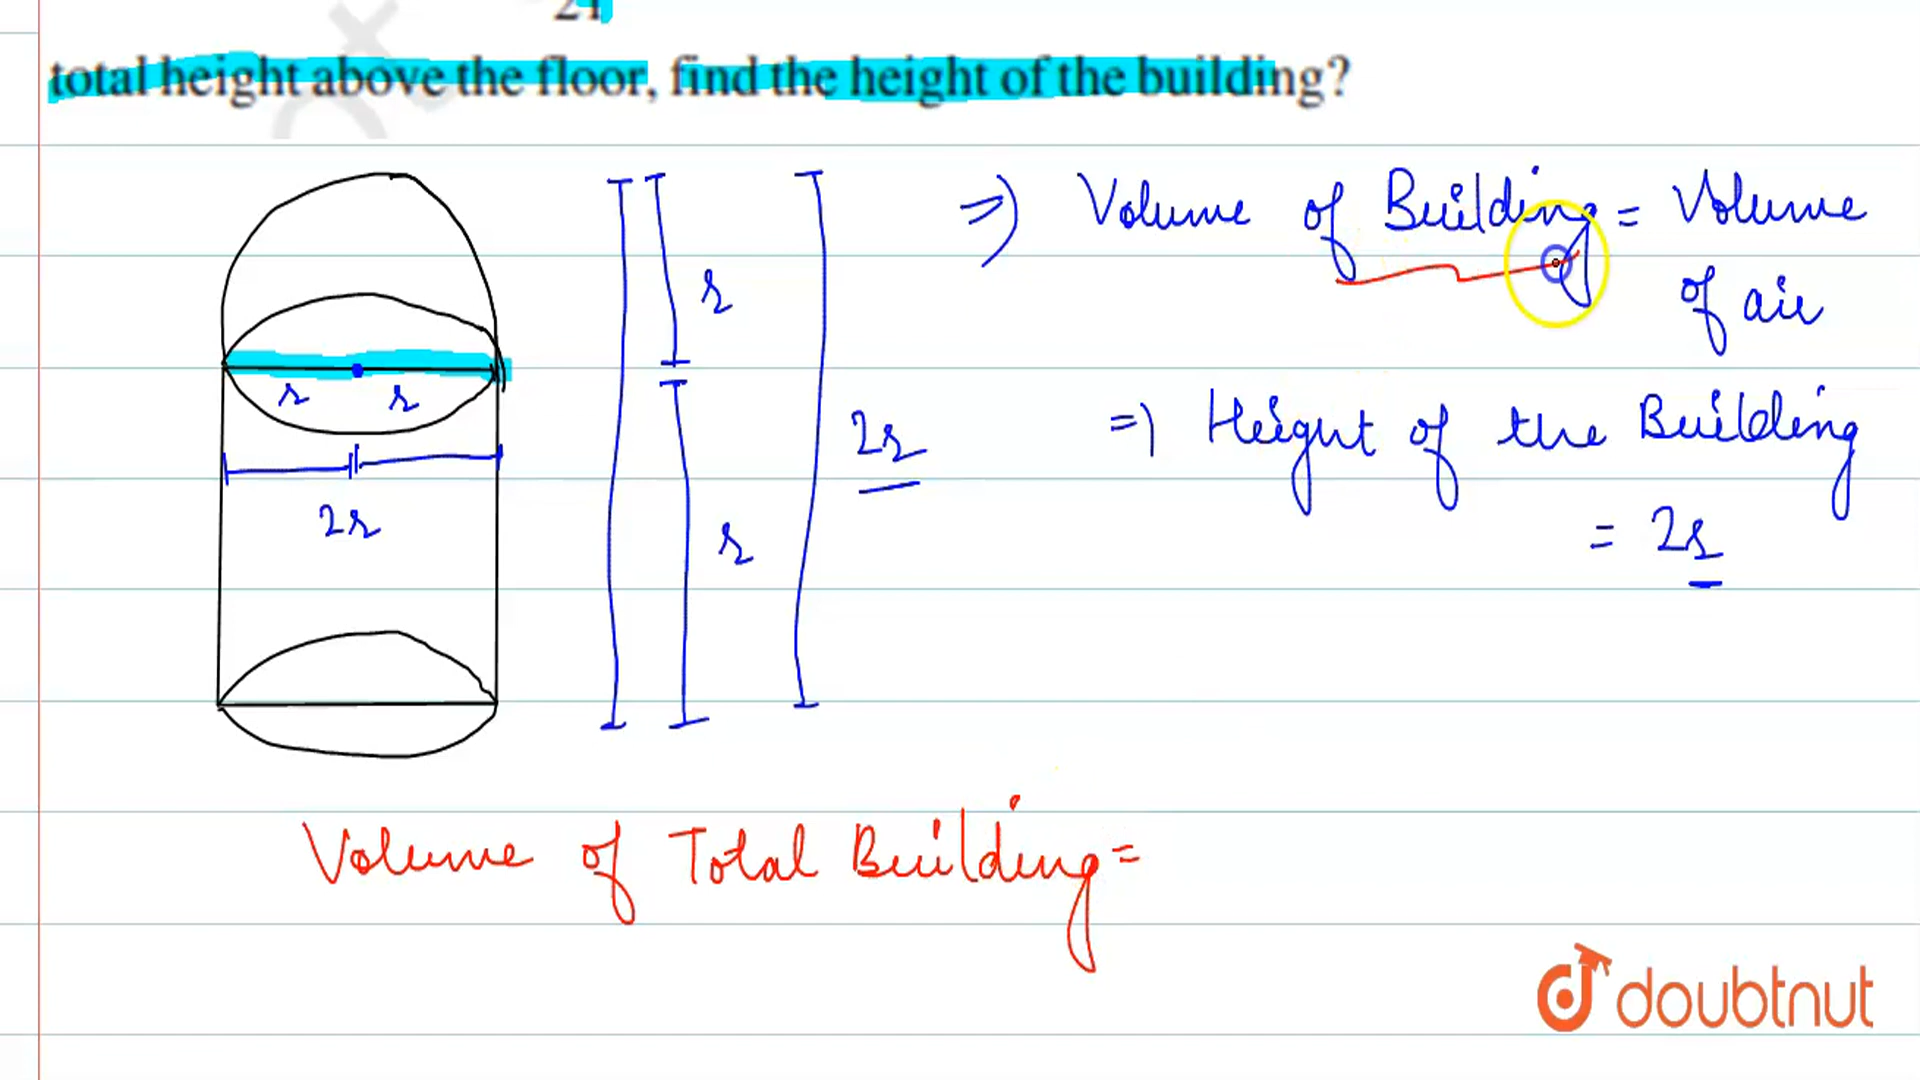 21
total height above the floor, find the height of the building?
⇒) Volume of Building = Volume
of air
r
r r
2r
2r
r
⇒) Height of the Building
= 2r
Volume of Total Building =
doubtnut